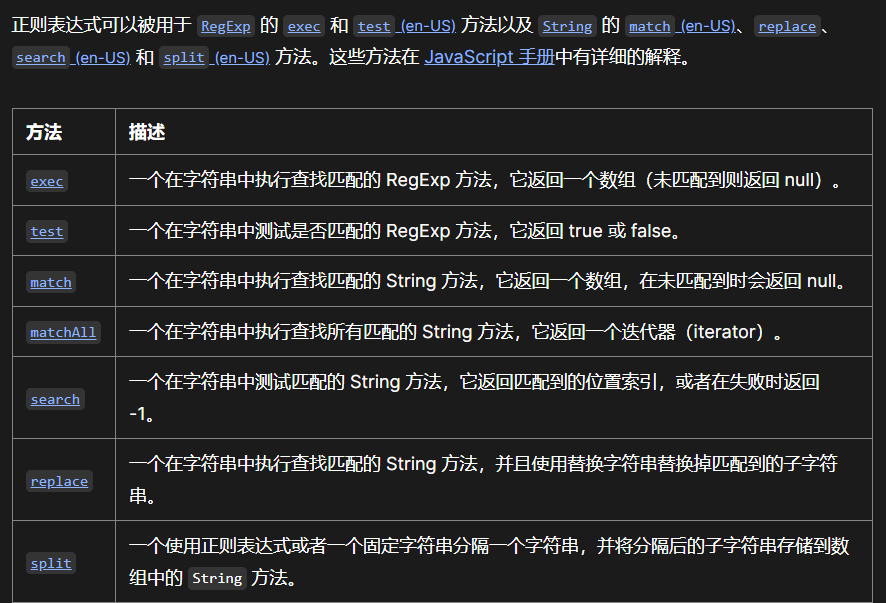 正则表达式可以被用于 RegExp 的 exec 和 test (en-US) 方法以及 String 的 match (en-US)、replace、
search (en-US) 和 split (en-US) 方法。这些方法在 JavaScript 手册中有详细的解释。
方法 描述
exec 一个在字符串中执行查找匹配的 RegExp 方法，它返回一个数组（未匹配到则返回 null）。
test 一个在字符串中测试是否匹配的 RegExp 方法，它返回 true 或 false。
match 一个在字符串中执行查找匹配的 String 方法，它返回一个数组，在未匹配到时会返回 null。
matchAll 一个在字符串中执行查找所有匹配的 String 方法，它返回一个迭代器（iterator）。
search 一个在字符串中测试匹配的 String 方法，它返回匹配到的位置索引，或者在失败时返回
-1。
replace 一个在字符串中执行查找匹配的 String 方法，并且使用替换字符串替换掉匹配到的子字符
串。
split 一个使用正则表达式或者一个固定字符串分隔一个字符串，并将分隔后的子字符串存储到数
组中的 String 方法。